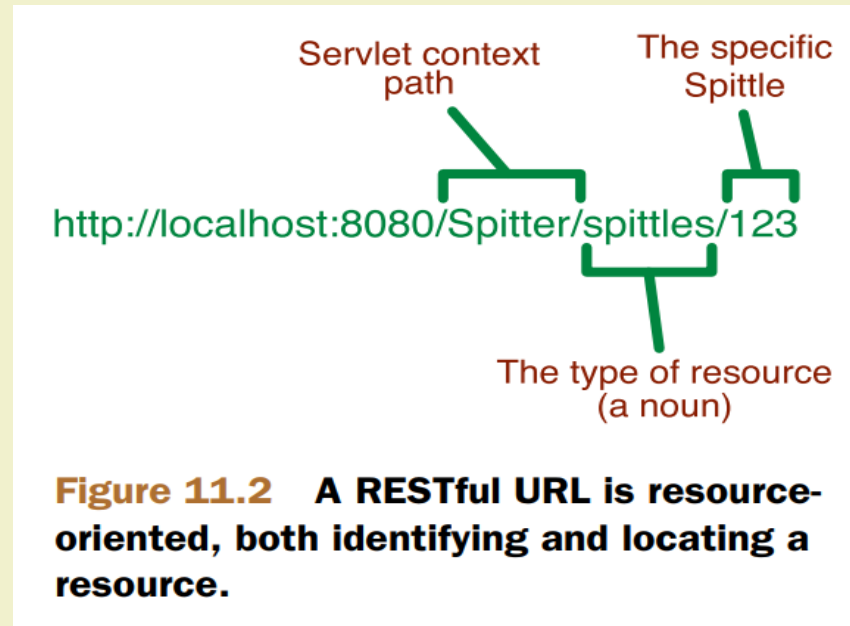 Servlet context
path
The specific
Spittle
http://localhost:8080/Spitter/spittles/123
The type of resource
(a noun)
Figure 11.2 A RESTful URL is resource-
oriented, both identifying and locating a
resource.